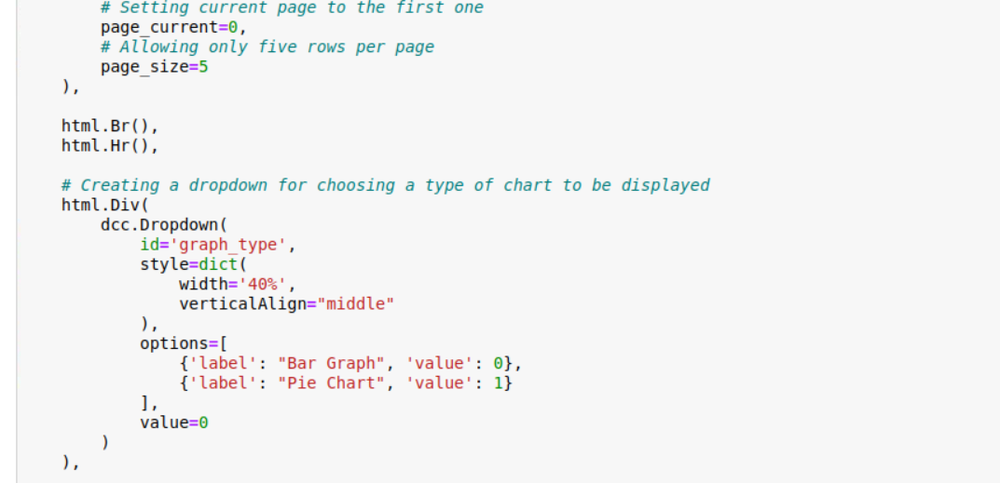 # Setting current page to the first one
        page_current=0,
        # Allowing only five rows per page
        page_size=5
    ),

    html.Br(),
    html.Hr(),

    # Creating a dropdown for choosing a type of chart to be displayed
    html.Div(
        dcc.Dropdown(
            id='graph_type',
            style=dict(
                width='40%',
                verticalAlign="middle"
            ),
            options=[
                {'label': "Bar Graph", 'value': 0},
                {'label': "Pie Chart", 'value': 1}
            ],
            value=0
        )
    ),